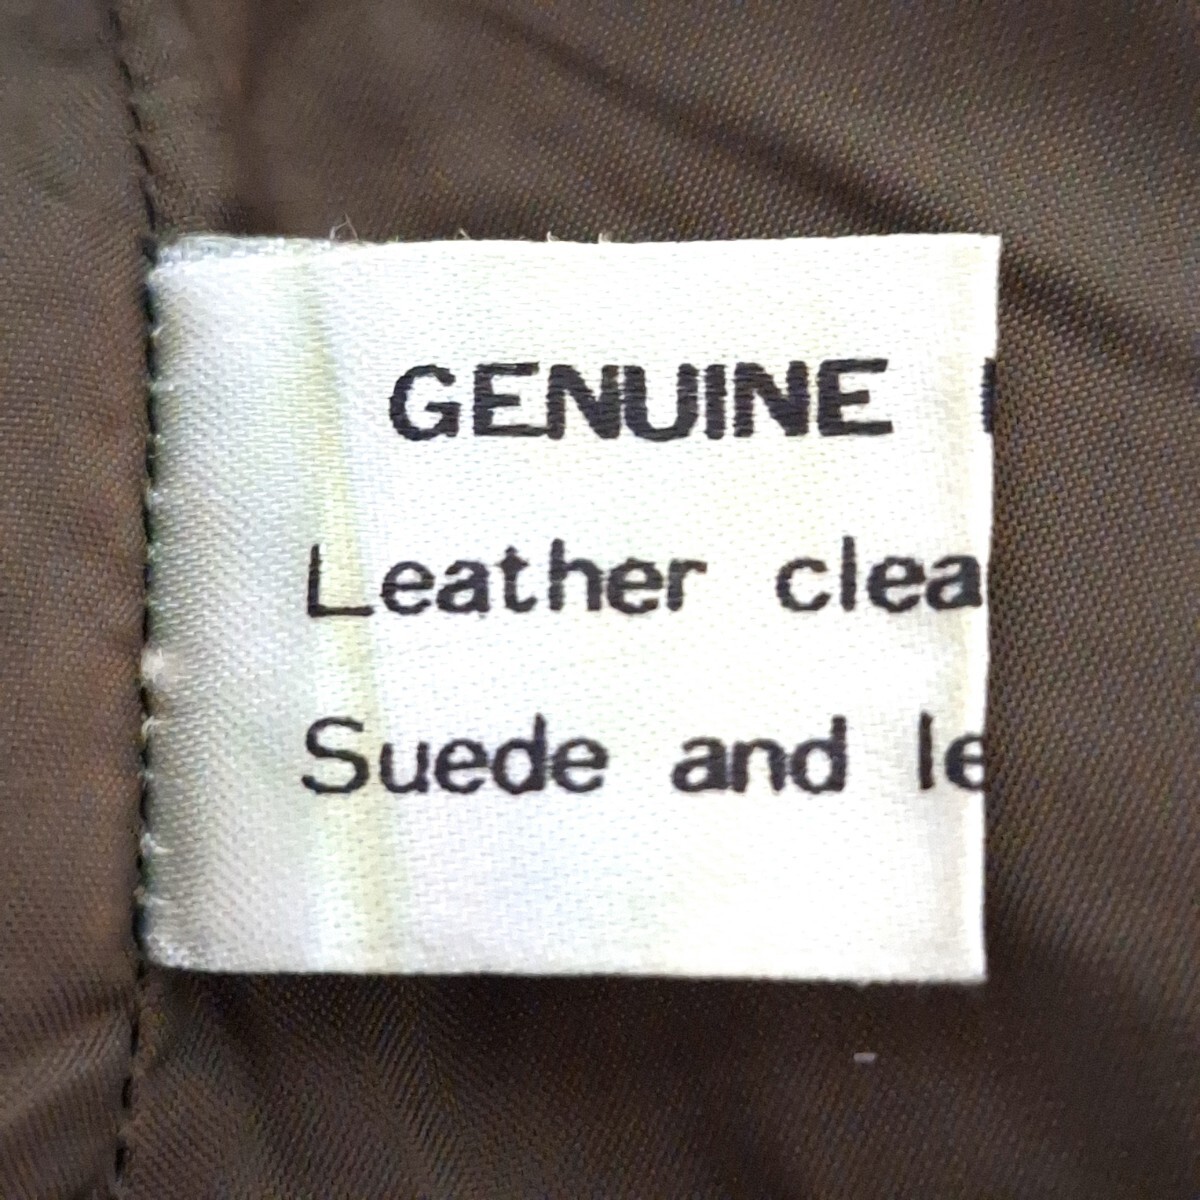 GENUINE
Leather clea
Suede and le